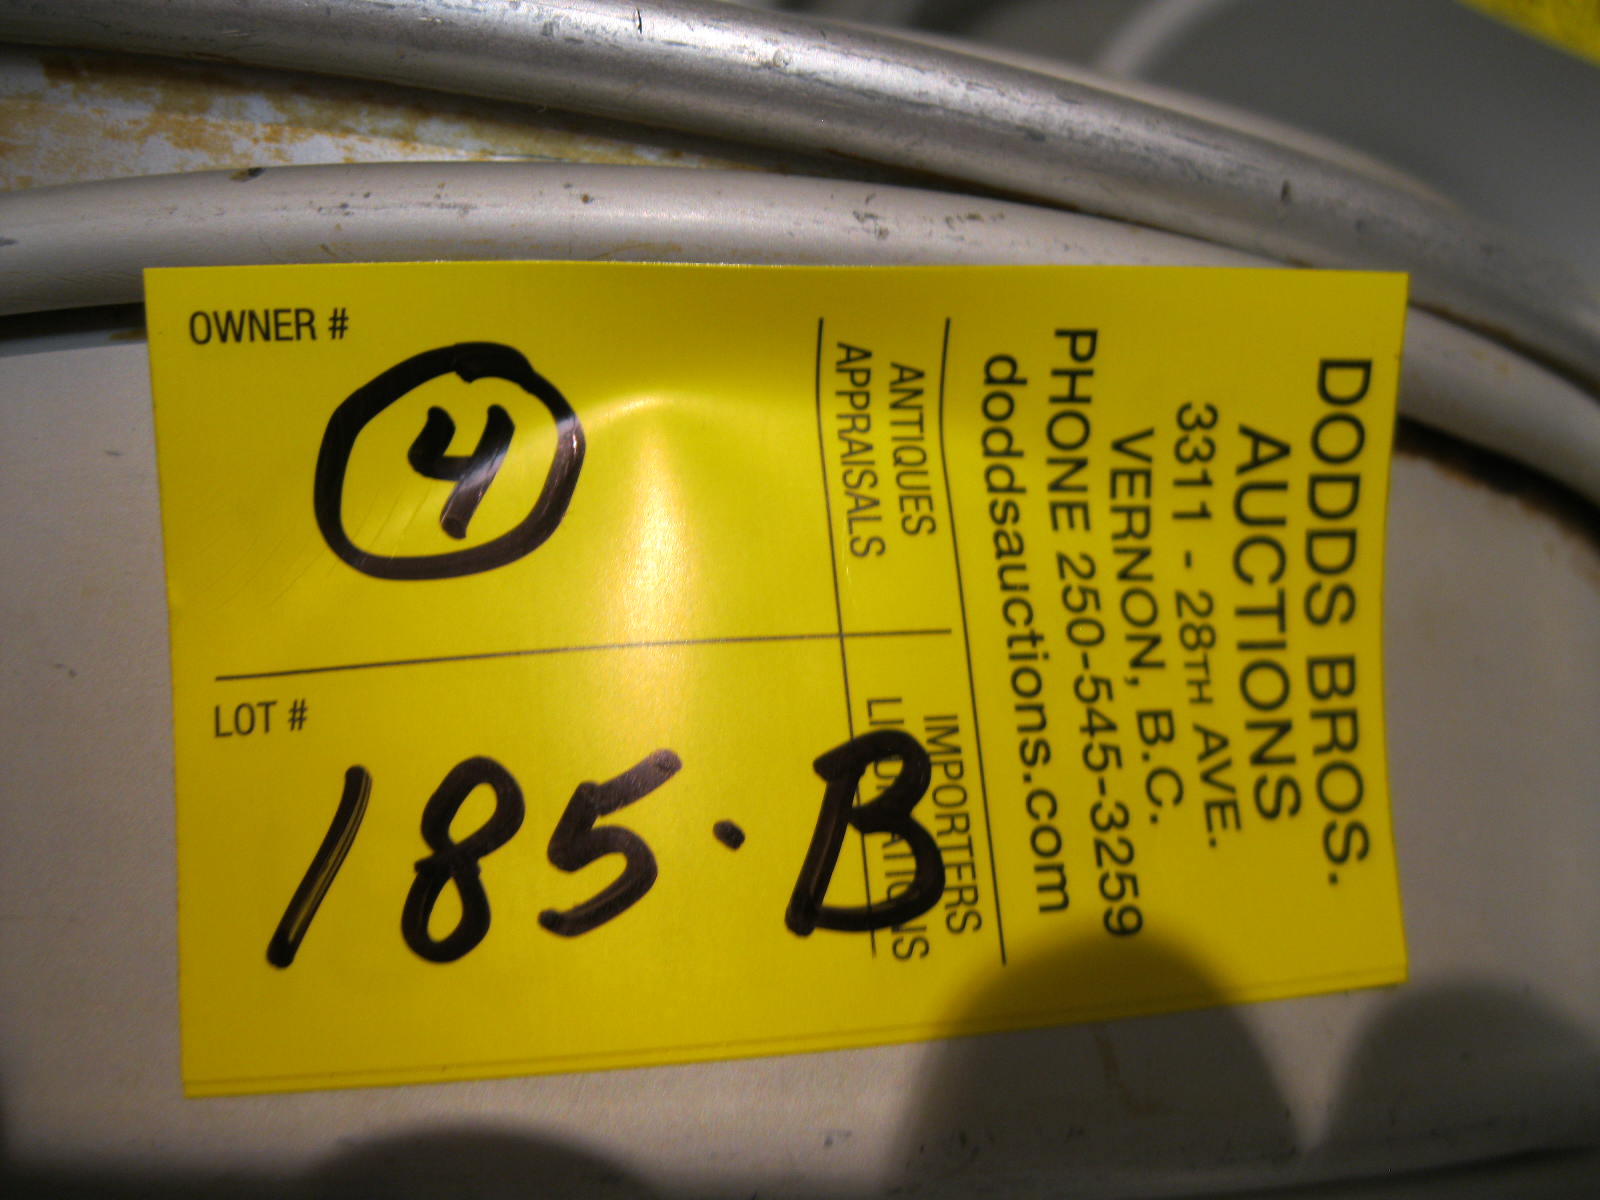 DODDS BROS.
AUCTIONS
3311 - 28TH AVE.
VERNON, B.C.
PHONE 250-545-3259
doddsauctions.com
ANTIQUES
APPRAISALS
IMPORTERS
LIQUIDATIONS
OWNER #
4
LOT #
185.B